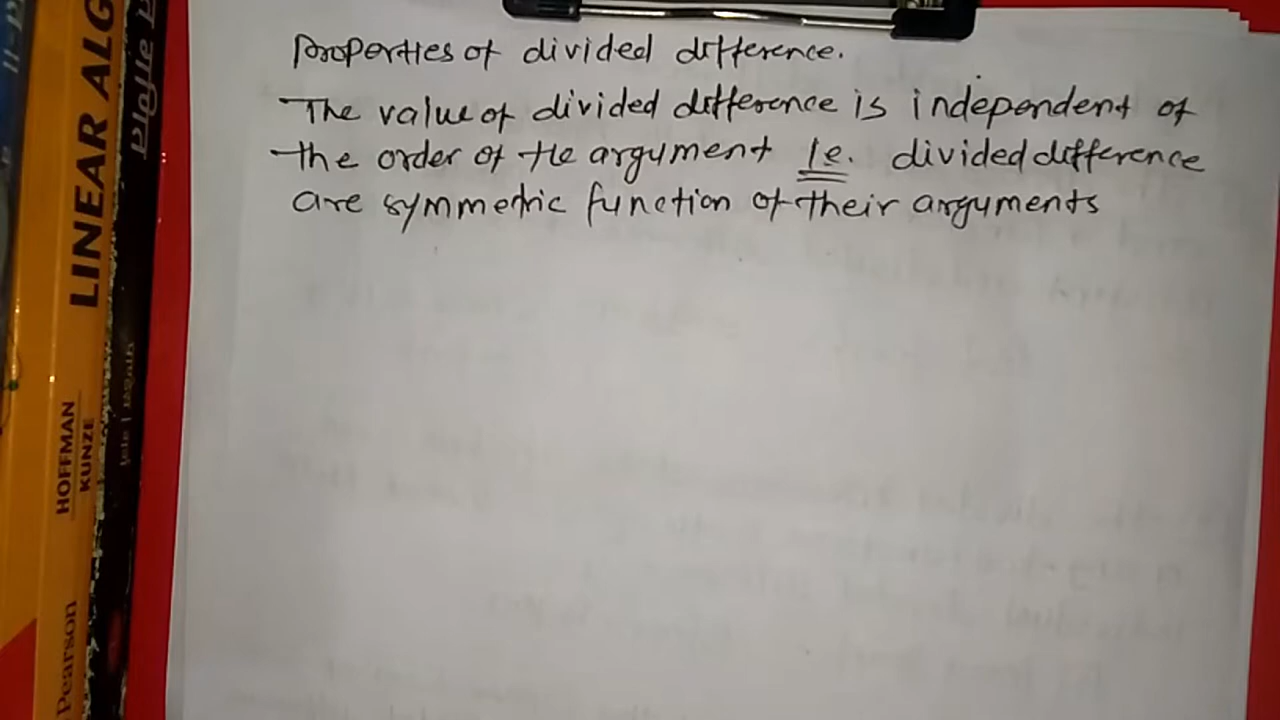 Properties of divided difference.
The value of divided difference is independent of
the order of the argument Ie. divided difference
are symmetric function of their arguments
LINEAR ALG
HOFFMAN
KUNZE
Pearson